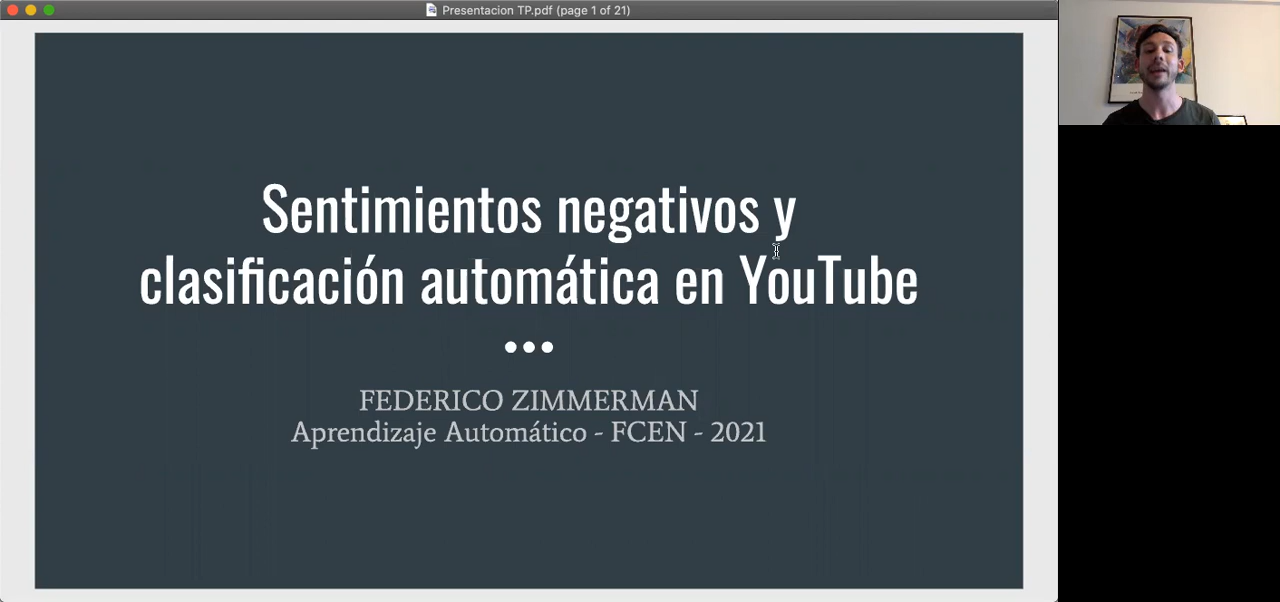 Presentacion TP.pdf (page 1 of 21)
Sentimientos negativos y
clasificación automática en YouTube
FEDERICO ZIMMERMAN
Aprendizaje Automático - FCEN - 2021